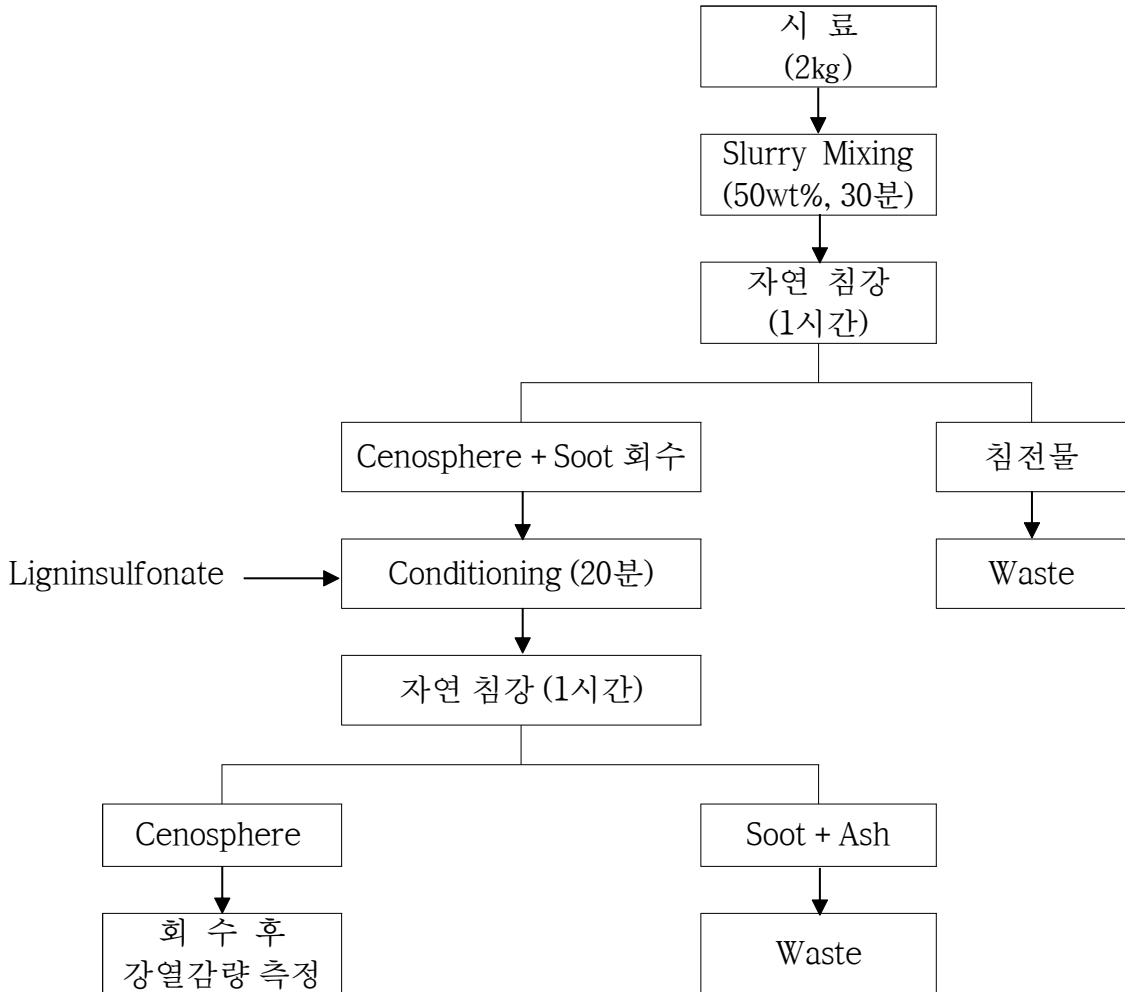 시 료
(2kg)
Slurry Mixing
(50wt%, 30분)
자연 침강
(1시간)
Cenosphere + Soot 회수
침전물
Ligninsulfonate
Conditioning (20분)
Waste
자연 침강 (1시간)
Cenosphere
Soot + Ash
회 수 후
강열감량 측정
Waste